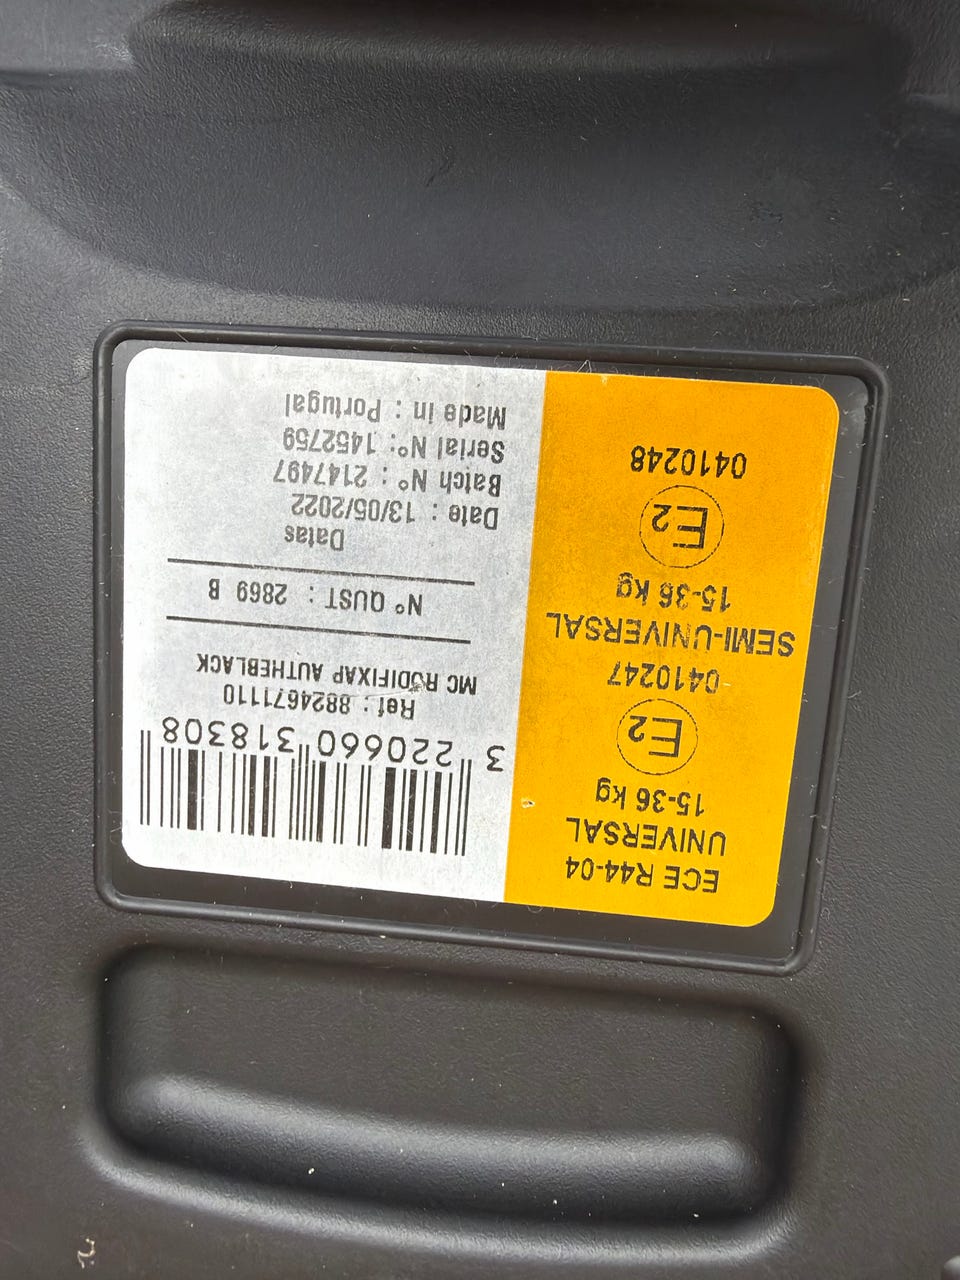 ECE R44-04
UNIVERSAL
15-36 kg
E2
0410247
SEMI-UNIVERSAL
15-36 kg
E2
0410248
3 220660 318308
Ref : 8824671110
MC RODIFIXAP AUTHEBLACK
N° QUST : 2869 B
Datas
Date : 13/05/2022
Batch N° : 2147497
Serial N°: 1452759
Made in : Portugal